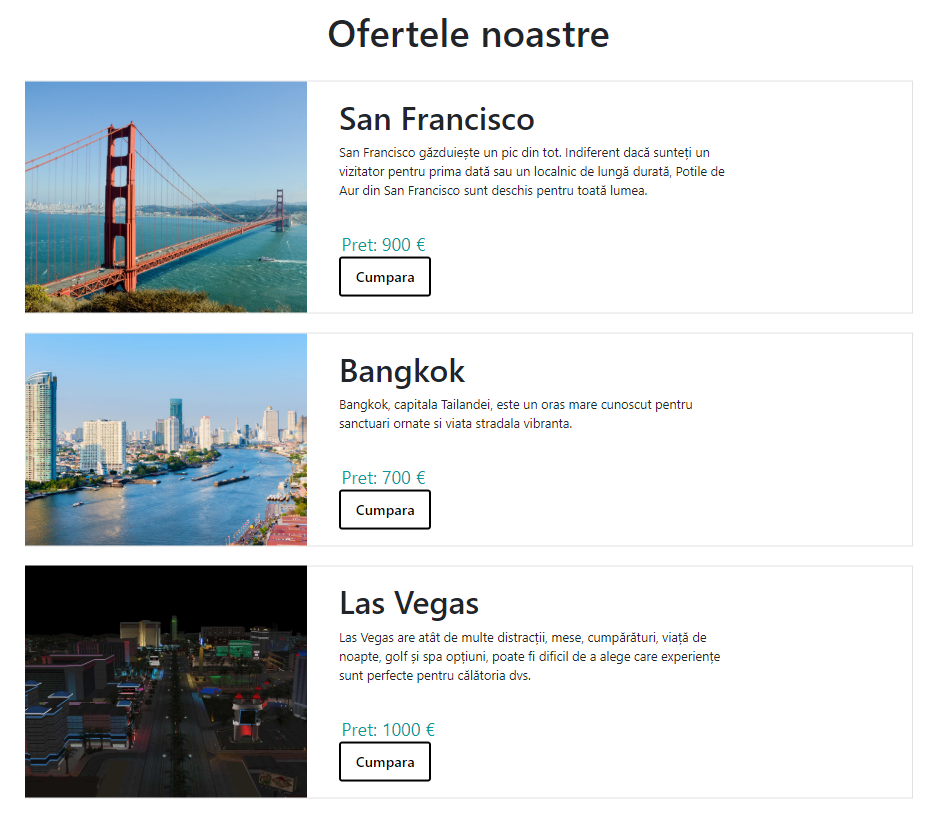 Ofertele noastre
San Francisco
San Francisco găzduiește un pic din tot. Indiferent dacă sunteți un
vizitator pentru prima dată sau un localnic de lungă durată, Potile de
Aur din San Francisco sunt deschis pentru toată lumea.
Pret: 900 €
Cumpara
Bangkok
Bangkok, capitala Tailandei, este un oras mare cunoscut pentru
sanctuari ornate si viata stradala vibranta.
Pret: 700 €
Cumpara
Las Vegas
Las Vegas are atât de multe distracții, mese, cumpărături, viață de
noapte, golf și spa opțiuni, poate fi dificil de a alege care experiențe
sunt perfecte pentru călătoria dvs.
Pret: 1000 €
Cumpara